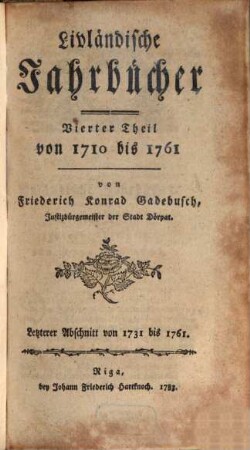 Livländische
Jahrbücher
Vierter Theil
von 1710 bis 1761
von
Friederich Konrad Gadebusch,
Justizbürgemeister der Stadt Dörpat.
Letzterer Abschnitt von 1731 bis 1761.
Riga,
bey Johann Friederich Hartknoch. 1783.